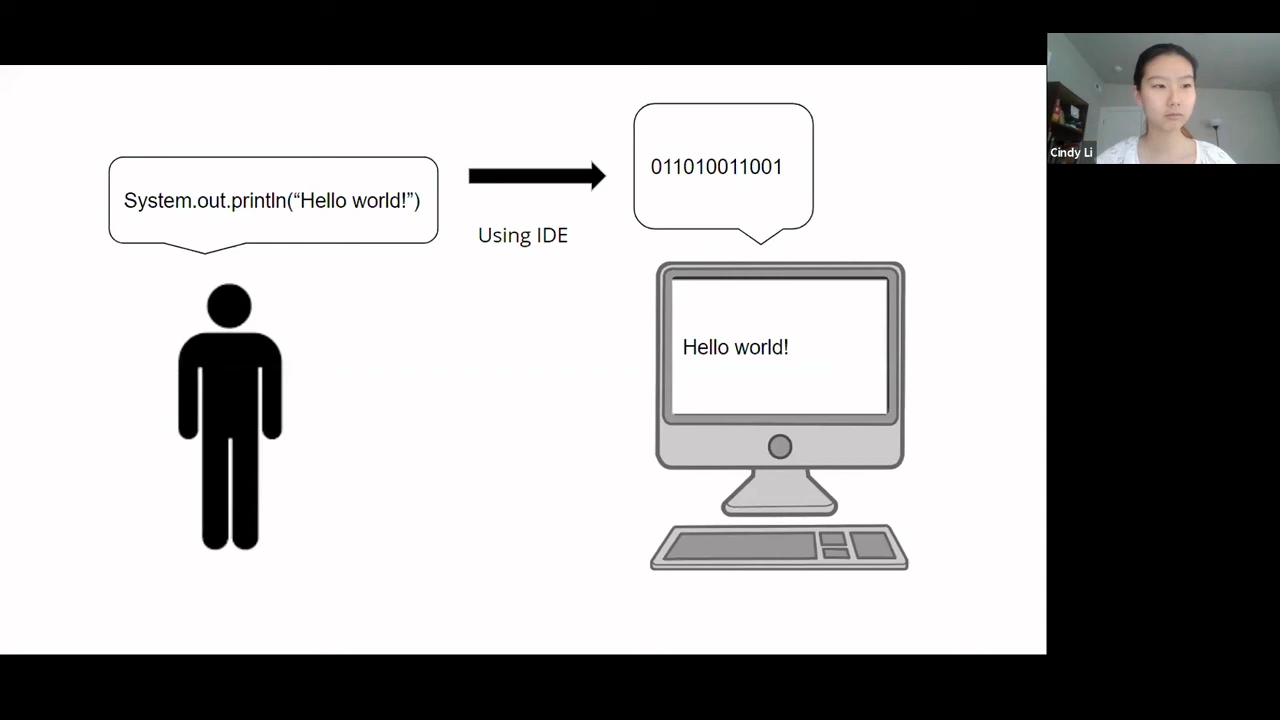 System.out.println(“Hello world!”)
Using IDE
011010011001
Hello world!
Cindy Li